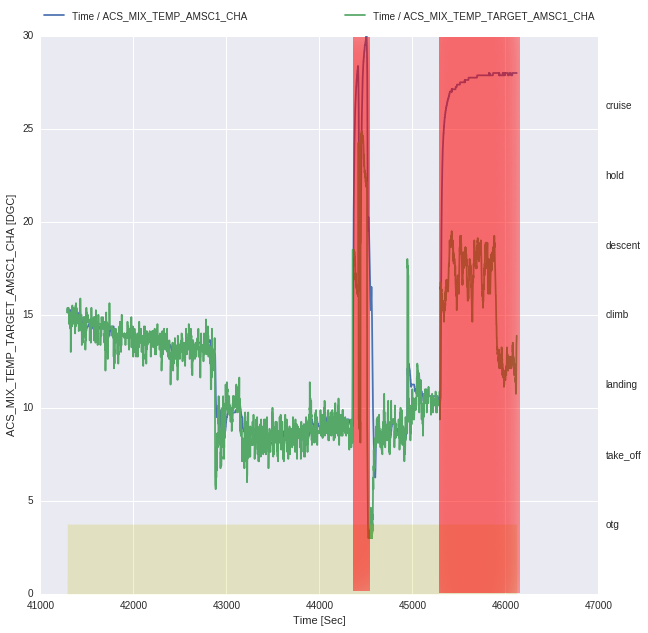 Time / ACS_MIX_TEMP_AMSC1_CHA
Time / ACS_MIX_TEMP_TARGET_AMSC1_CHA
ACS_MIX_TEMP_TARGET_AMSC1_CHA [DGC]
30
25
20
15
10
5
0
cruise
hold
descent
climb
landing
take_off
otg
41000 42000 43000 44000 45000 46000 47000
Time [Sec]